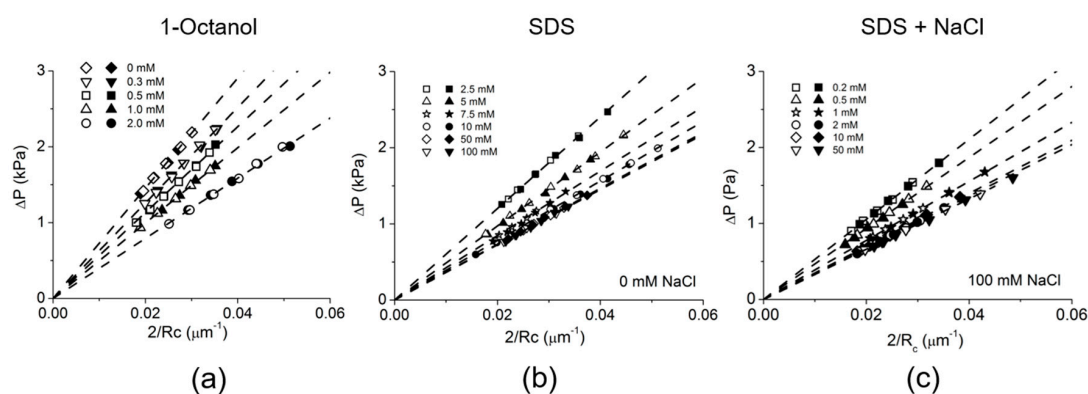 1-Octanol
SDS
SDS + NaCl
3
2
1
0
ΔP (kPa)
0 mM
0.3 mM
0.5 mM
1.0 mM
2.0 mM
0.00
0.02
0.04
0.06
2/Rc (μm⁻¹)
(a)
3
2
1
0
ΔP (kPa)
2.5 mM
5 mM
7.5 mM
10 mM
50 mM
100 mM
0 mM NaCl
0.00
0.02
0.04
0.06
2/Rc (μm⁻¹)
(b)
3
2
1
0
ΔP (Pa)
0.2 mM
0.5 mM
1 mM
2 mM
10 mM
50 mM
100 mM NaCl
0.00
0.02
0.04
0.06
2/R_c (μm⁻¹)
(c)